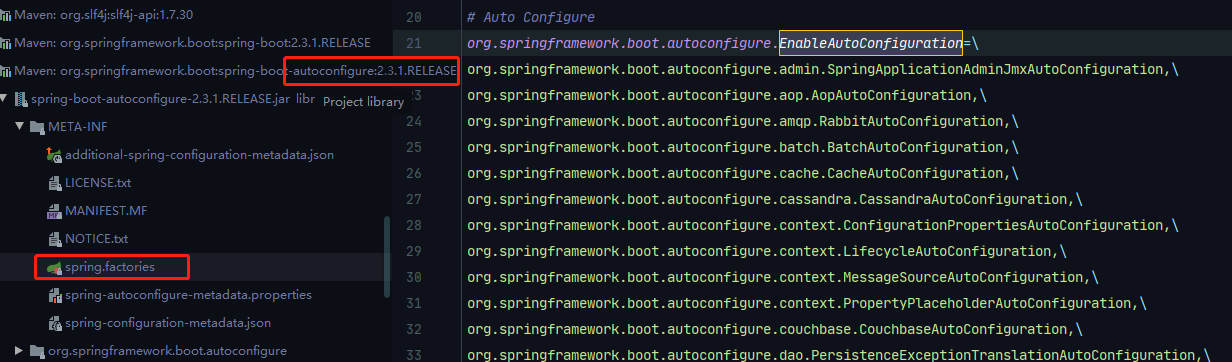 Maven: org.slf4j:slf4j-api:1.7.30
Maven: org.springframework.boot:spring-boot:2.3.1.RELEASE
Maven: org.springframework.boot:spring-boot-autoconfigure:2.3.1.RELEASE
spring-boot-autoconfigure-2.3.1.RELEASE.jar libr
Project library
META-INF
additional-spring-configuration-metadata.json
LICENSE.txt
MANIFEST.MF
NOTICE.txt
spring.factories
spring-autoconfigure-metadata.properties
spring-configuration-metadata.json
org.springframework.boot.autoconfigure
20 # Auto Configure
21 org.springframework.boot.autoconfigure.EnableAutoConfiguration=\
org.springframework.boot.autoconfigure.admin.SpringApplicationAdminJmxAutoConfiguration,\
23 org.springframework.boot.autoconfigure.aop.AopAutoConfiguration,\
24 org.springframework.boot.autoconfigure.amqp.RabbitAutoConfiguration,\
25 org.springframework.boot.autoconfigure.batch.BatchAutoConfiguration,\
26 org.springframework.boot.autoconfigure.cache.CacheAutoConfiguration,\
27 org.springframework.boot.autoconfigure.cassandra.CassandraAutoConfiguration,\
28 org.springframework.boot.autoconfigure.context.ConfigurationPropertiesAutoConfiguration,\
29 org.springframework.boot.autoconfigure.context.LifecycleAutoConfiguration,\
30 org.springframework.boot.autoconfigure.context.MessageSourceAutoConfiguration,\
31 org.springframework.boot.autoconfigure.context.PropertyPlaceholderAutoConfiguration,\
32 org.springframework.boot.autoconfigure.couchbase.CouchbaseAutoConfiguration,\
33 org.springframework.boot.autoconfigure.dao.PersistenceExceptionTranslationAutoConfiguration,\